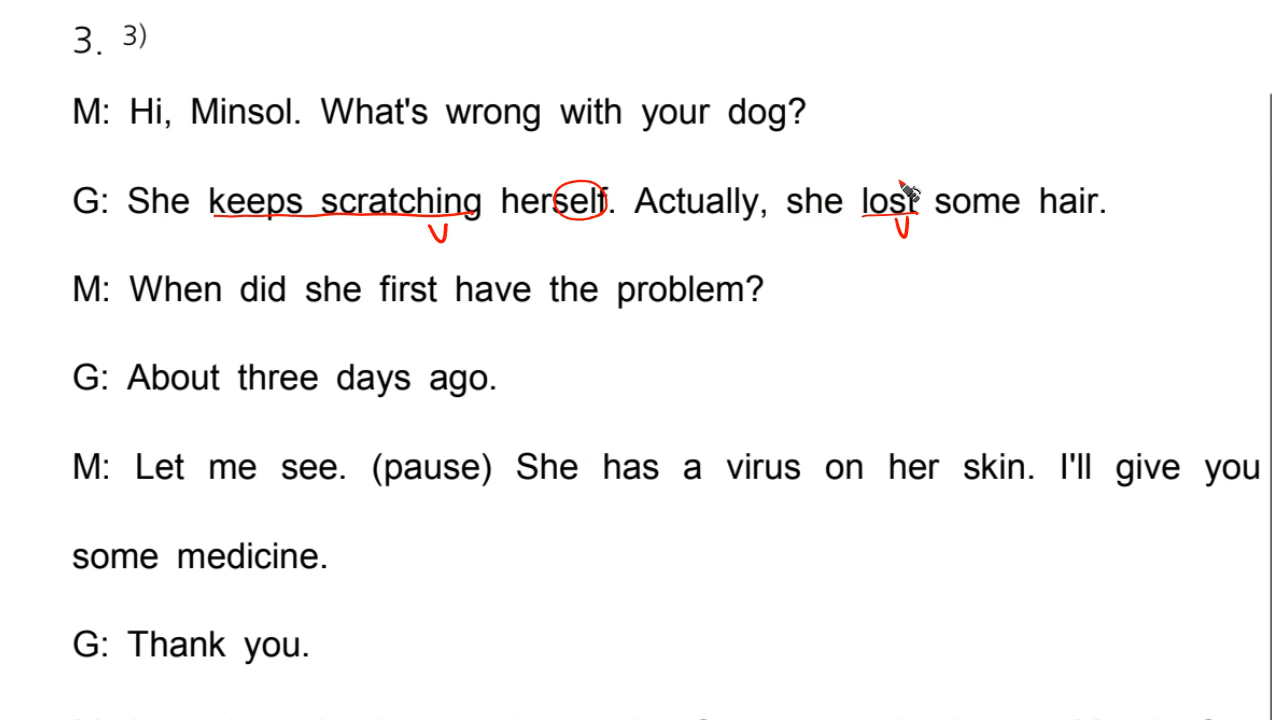 3. 3)
M: Hi, Minsol. What's wrong with your dog?
G: She keeps scratching herself. Actually, she lost some hair.
M: When did she first have the problem?
G: About three days ago.
M: Let me see. (pause) She has a virus on her skin. I'll give you
some medicine.
G: Thank you.